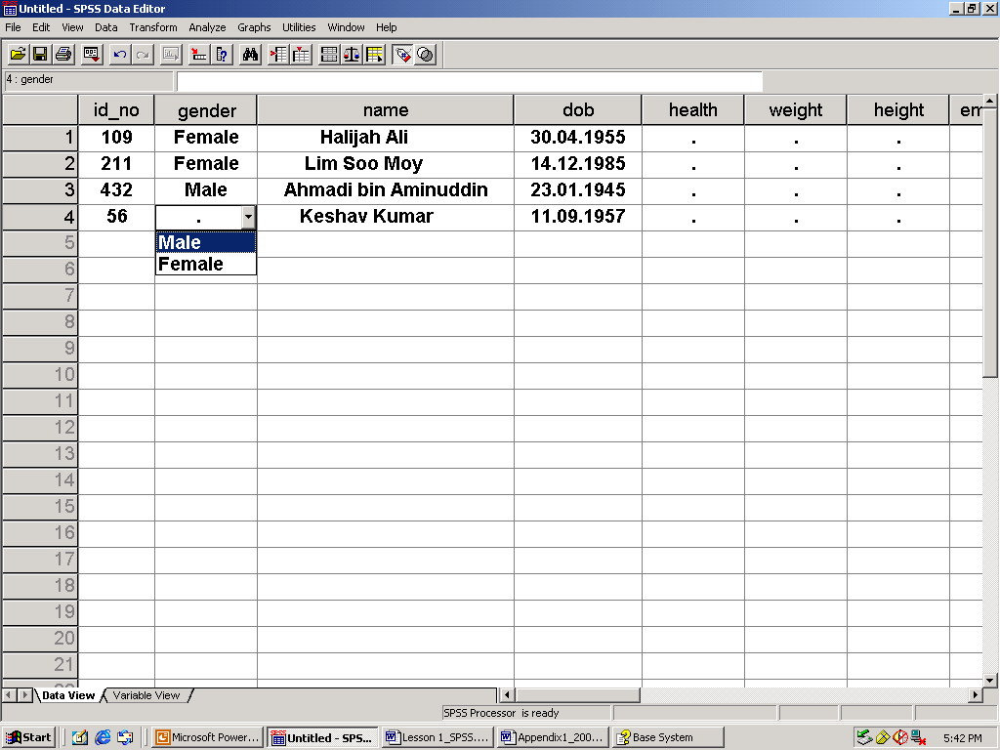 Untitled - SPSS Data Editor
File Edit View Data Transform Analyze Graphs Utilities Window Help
4 : gender
id_no gender name dob health weight height em
1 109 Female Halijah Ali 30.04.1955 . . .
2 211 Female Lim Soo Moy 14.12.1985 . . .
3 432 Male Ahmadi bin Aminuddin 23.01.1945 . . .
4 56 . Keshav Kumar 11.09.1957 . . .
5 Male
6 Female
7
8
9
10
11
12
13
14
15
16
17
18
19
20
21
Data View Variable View
SPSS Processor is ready
Start Microsoft Power... Untitled - SPS... Lesson 1_SPSS.... Appendix1_200... Base System 5:42 PM